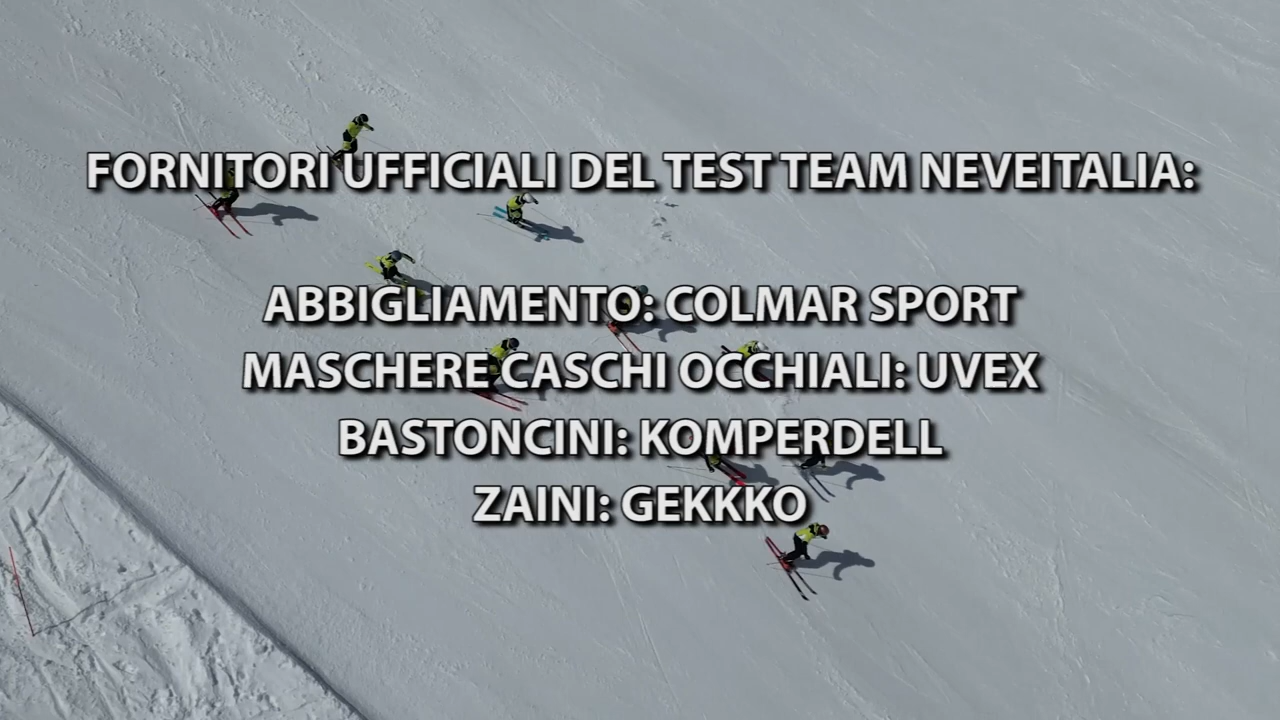 FORNITORI UFFICIALI DEL TEST TEAM NEVEITALIA:
ABBIGLIAMENTO: COLMAR SPORT
MASCHERE CASCHI OCCHIALI: UVEX
BASTONCINI: KOMPERDELL
ZAINI: GEKKKO